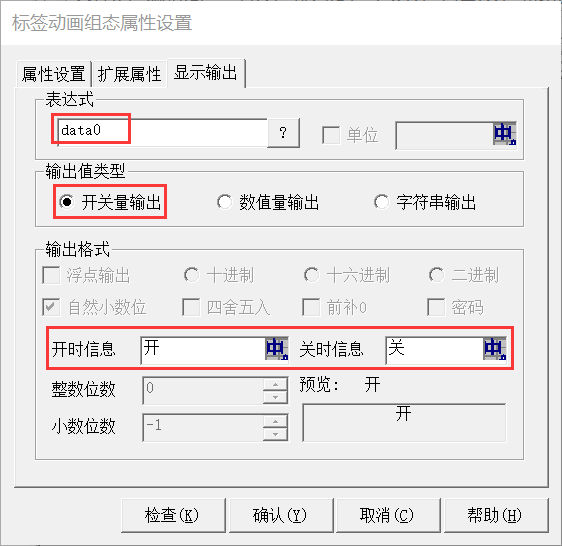 标签动画组态属性设置
属性设置 扩展属性 显示输出
表达式
data0 ? 单位 中
输出值类型
开关量输出 数值量输出 字符串输出
输出格式
浮点输出 十进制 十六进制 二进制
自然小数位 四舍五入 前补0 密码
开时信息 开 中 关时信息 关 中
整数位数 0 预览: 开
小数位数 -1 开
检查(K) 确认(Y) 取消(C) 帮助(H)